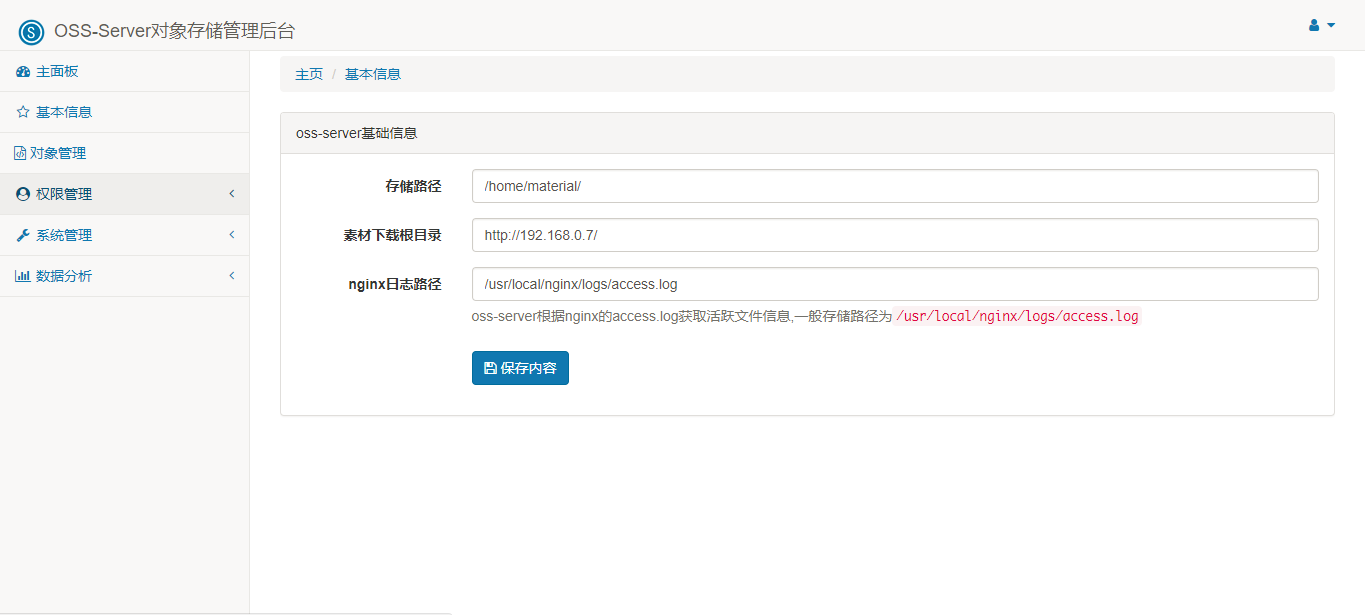 OSS-Server对象存储管理后台
主面板
基本信息
对象管理
权限管理
系统管理
数据分析
主页 / 基本信息
oss-server基础信息
存储路径 /home/material/
素材下载根目录 http://192.168.0.7/
nginx日志路径 /usr/local/nginx/logs/access.log
oss-server根据nginx的access.log获取活跃文件信息,一般存储路径为 /usr/local/nginx/logs/access.log
保存内容